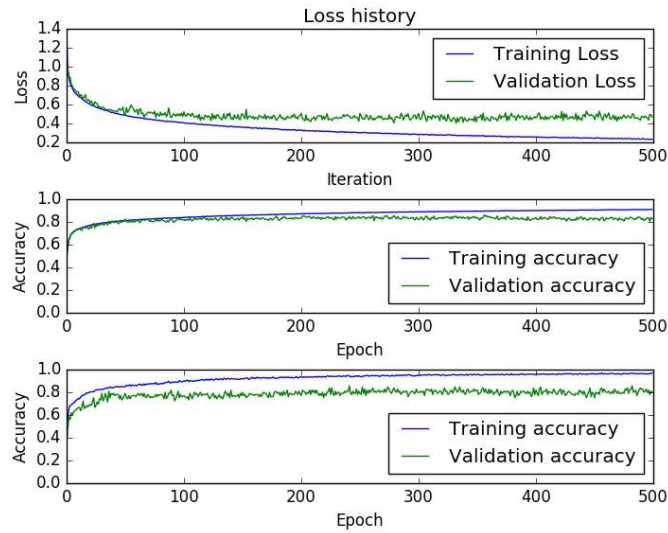 Loss history
1.4
1.2
1.0
0.8
0.6
0.4
0.2
Loss
Training Loss
Validation Loss
0 100 200 300 400 500
Iteration
1.0
0.8
0.6
0.4
0.2
0.0
Accuracy
Training accuracy
Validation accuracy
0 100 200 300 400 500
Epoch
1.0
0.8
0.6
0.4
0.2
0.0
Accuracy
Training accuracy
Validation accuracy
0 100 200 300 400 500
Epoch